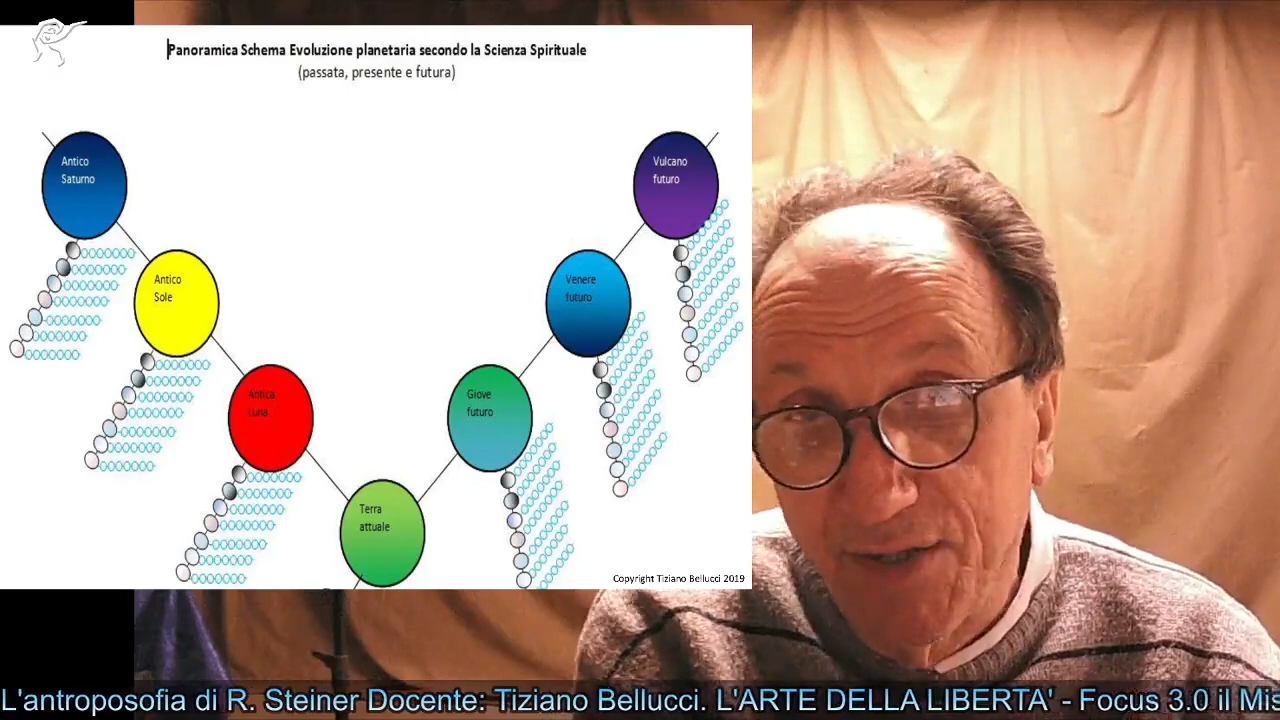 Panoramica Schema Evoluzione planetaria secondo la Scienza Spirituale
(passata, presente e futura)
Antico
Saturno
Vulcano
futuro
Antico
Sole
Venere
futuro
Antica
Luna
Giove
futuro
Terra
attuale
Copyright Tiziano Bellucci 2019
L'antroposofia di R. Steiner Docente: Tiziano Bellucci. L'ARTE DELLA LIBERTA' - Focus 3.0 il Mis